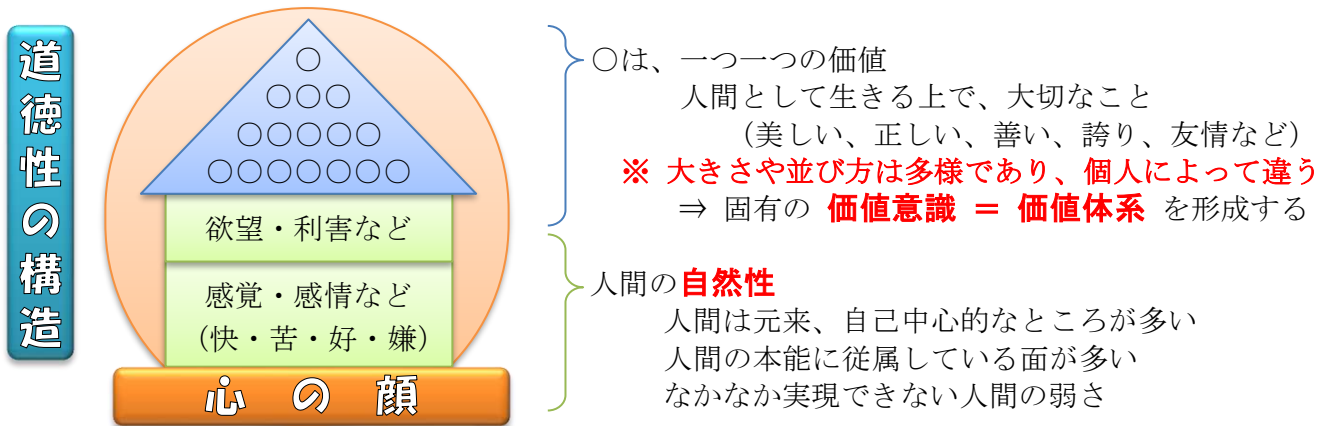 道徳性の構造
○
○○○
○○○○○
○○○○○○○
欲望・利害など
感覚・感情など
(快・苦・好・嫌)
心の顔
○は、一つ一つの価値
人間として生きる上で、大切なこと
(美しい、正しい、善い、誇り、友情など)
※ 大きさや並び方は多様であり、個人によって違う
⇒ 固有の 価値意識 = 価値体系 を形成する
人間の自然性
人間は元来、自己中心的なところが多い
人間の本能に従属している面が多い
なかなか実現できない人間の弱さ